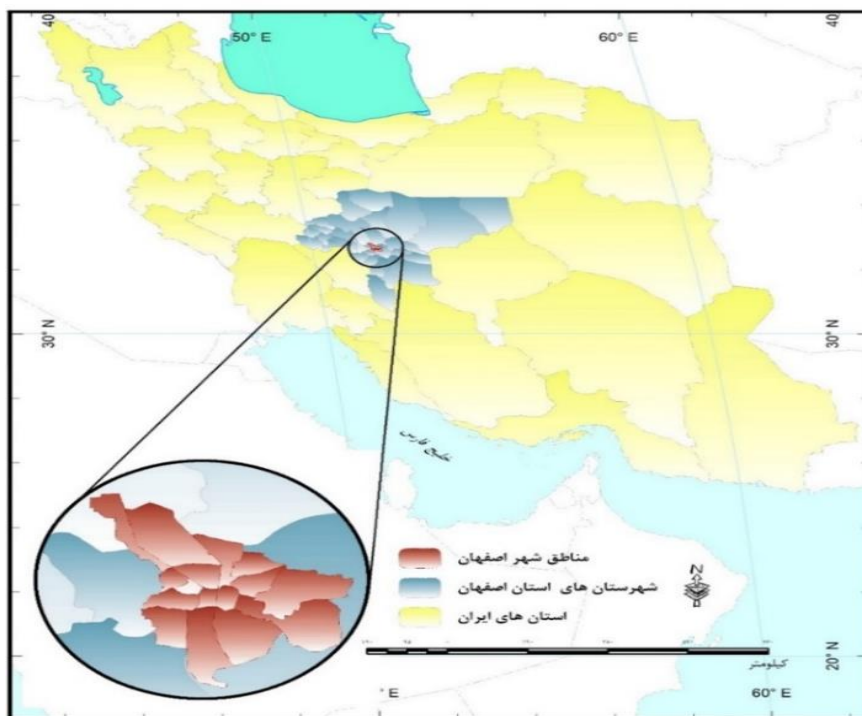 40
50° E
60° E
40
30° N
30° N
خلیج فارس
مناطق شهر اصفهان
شهرستان های استان اصفهان
استان های ایران
N
کیلومتر
20° N
° E
60° E